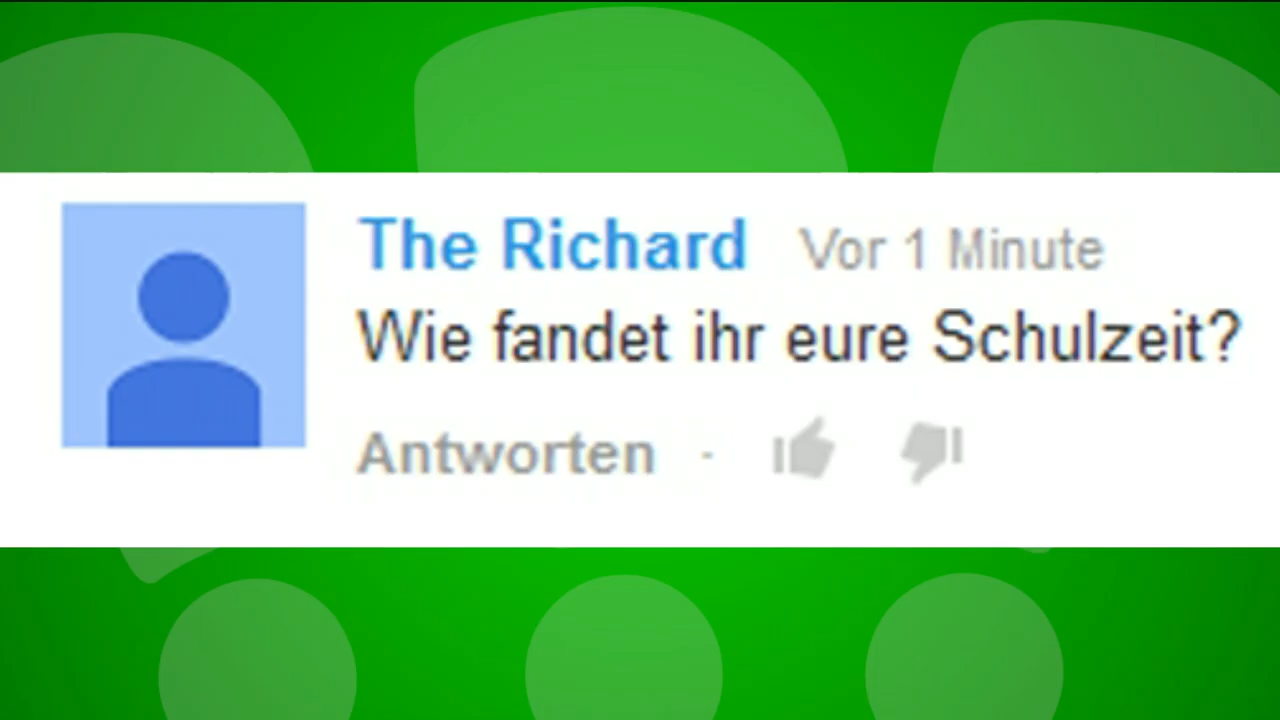 The Richard Vor 1 Minute
Wie fandet ihr eure Schulzeit?
Antworten ·